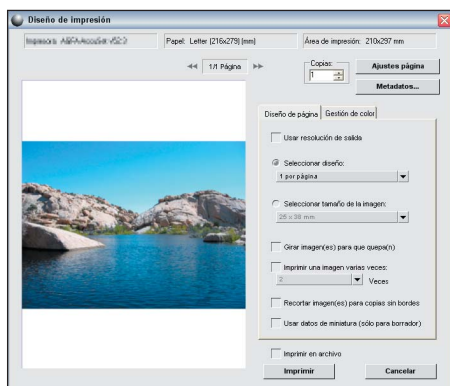 Diseño de impresión
Impresora: AGFA-AccuSet v52.3
Papel: Letter (216x279) (mm)
Área de impresión: 210x297 mm
1/1 Página
Copias:
1
Ajustes página
Metadatos...
Diseño de página
Gestión de color
Usar resolución de salida
Seleccionar diseño:
1 por página
Seleccionar tamaño de la imagen:
25 o 38 mm
Girar imagen(es) para que quepa(n)
Imprimir una imagen varias veces:
2
Veces
Recortar imagen(es) para copias sin bordes
Usar datos de miniatura (sólo para borrador)
Imprimir en archivo
Imprimir
Cancelar